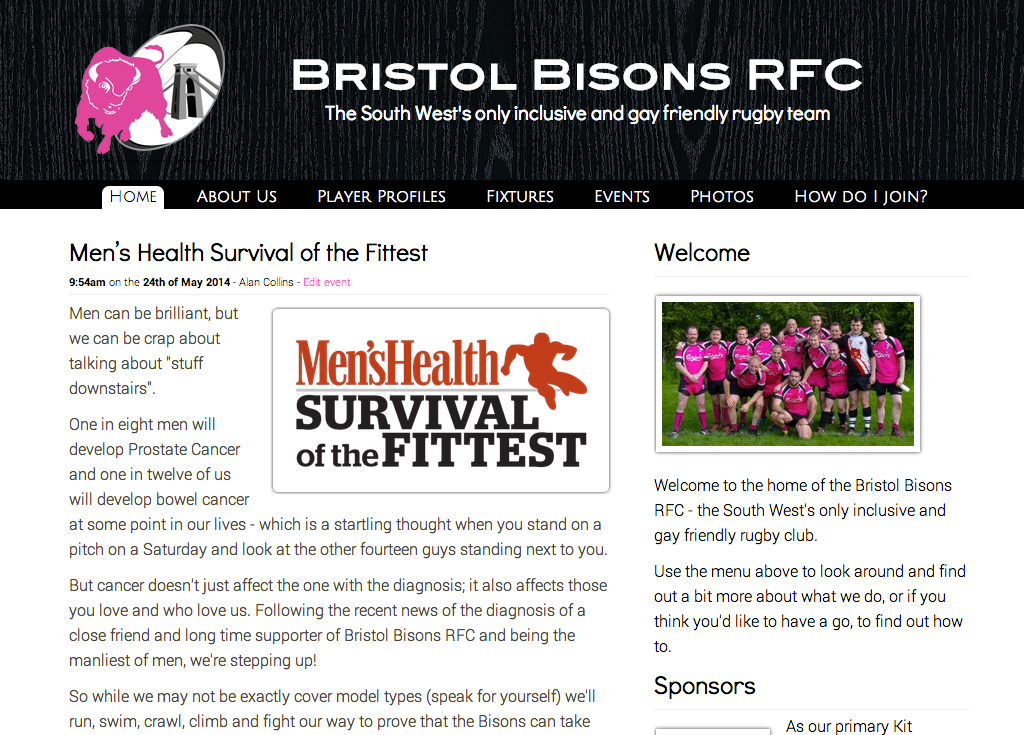 Bristol Bisons RFC
The South West's only inclusive and gay friendly rugby team
Home About Us Player Profiles Fixtures Events Photos How do I join?
Men's Health Survival of the Fittest
9:54am on the 24th of May 2014 - Alan Collins - Edit event
Men can be brilliant, but
we can be crap about
talking about "stuff
downstairs".
One in eight men will
develop Prostate Cancer
and one in twelve of us
will develop bowel cancer
at some point in our lives - which is a startling thought when you stand on a
pitch on a Saturday and look at the other fourteen guys standing next to you.
But cancer doesn't just affect the one with the diagnosis; it also affects those
you love and who love us. Following the recent news of the diagnosis of a
close friend and long time supporter of Bristol Bisons RFC and being the
manliest of men, we're stepping up!
So while we may not be exactly cover model types (speak for yourself) we'll
run, swim, crawl, climb and fight our way to prove that the Bisons can take
Men'sHealth
SURVIVAL
of the FITTEST
Welcome
Welcome to the home of the Bristol Bisons
RFC - the South West's only inclusive and
gay friendly rugby club.
Use the menu above to look around and find
out a bit more about what we do, or if you
think you'd like to have a go, to find out how
to.
Sponsors
As our primary Kit